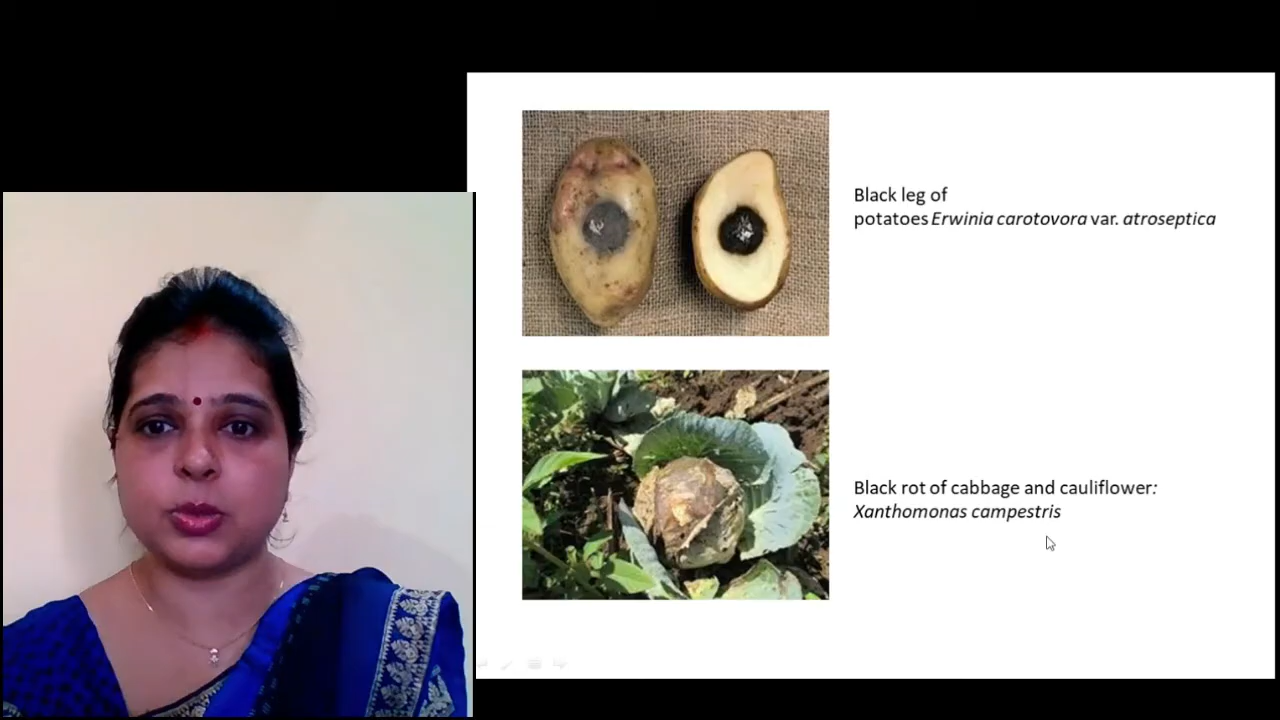 Black leg of
potatoes Erwinia carotovora var. atroseptica
Black rot of cabbage and cauliflower:
Xanthomonas campestris